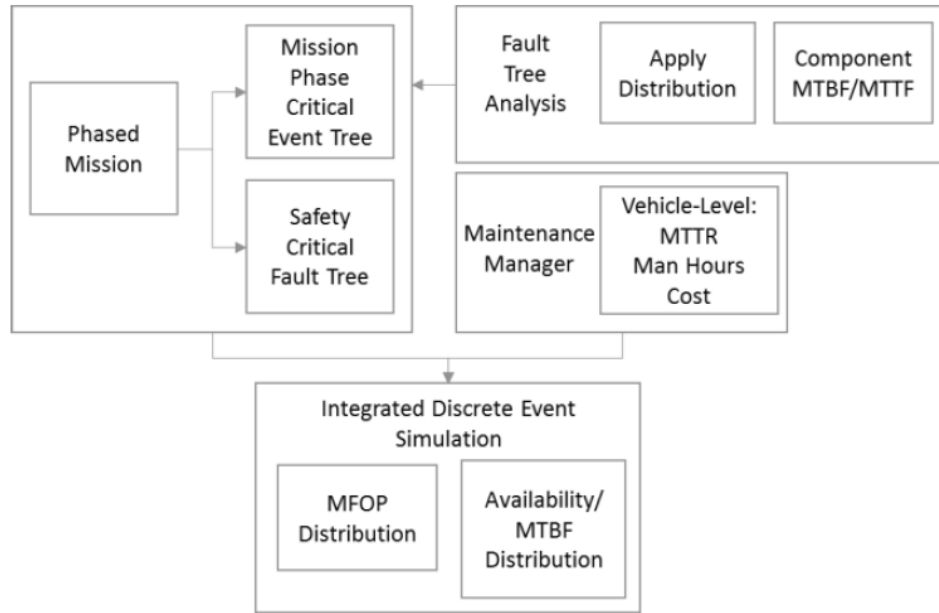 Phased
Mission
Mission
Phase
Critical
Event Tree
Safety
Critical
Fault Tree
Fault
Tree
Analysis
Apply
Distribution
Component
MTBF/MTTF
Maintenance
Manager
Vehicle-Level:
MTTR
Man Hours
Cost
Integrated Discrete Event
Simulation
MFOP
Distribution
Availability/
MTBF
Distribution